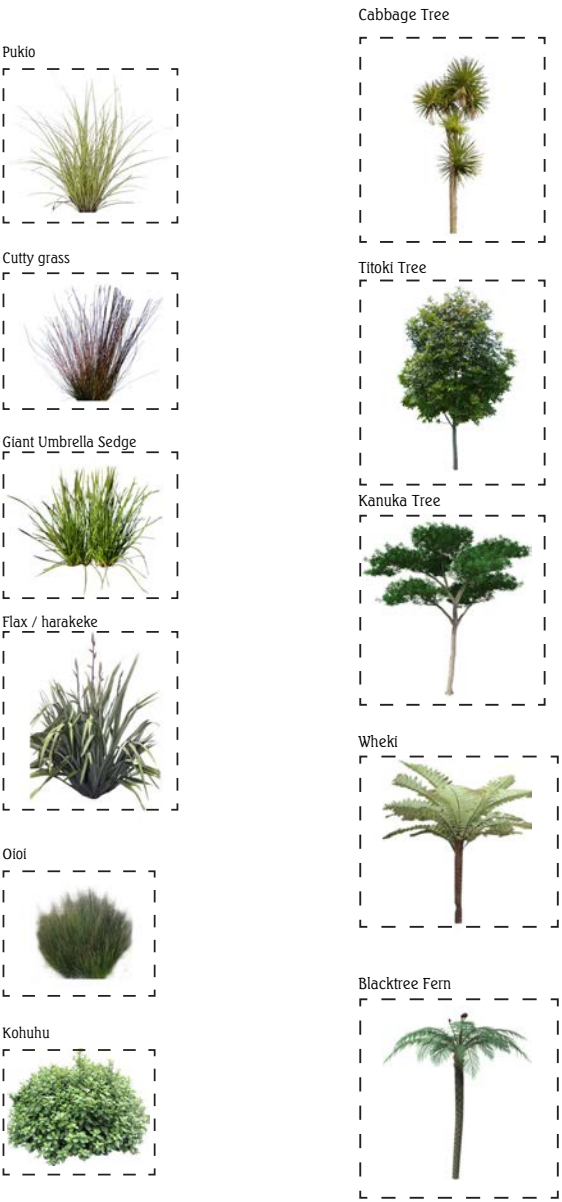 Pukio
Cutty grass
Giant Umbrella Sedge
Flax / harakeke
Oioi
Kohuhu
Cabbage Tree
Titoki Tree
Kanuka Tree
Wheki
Blacktree Fern